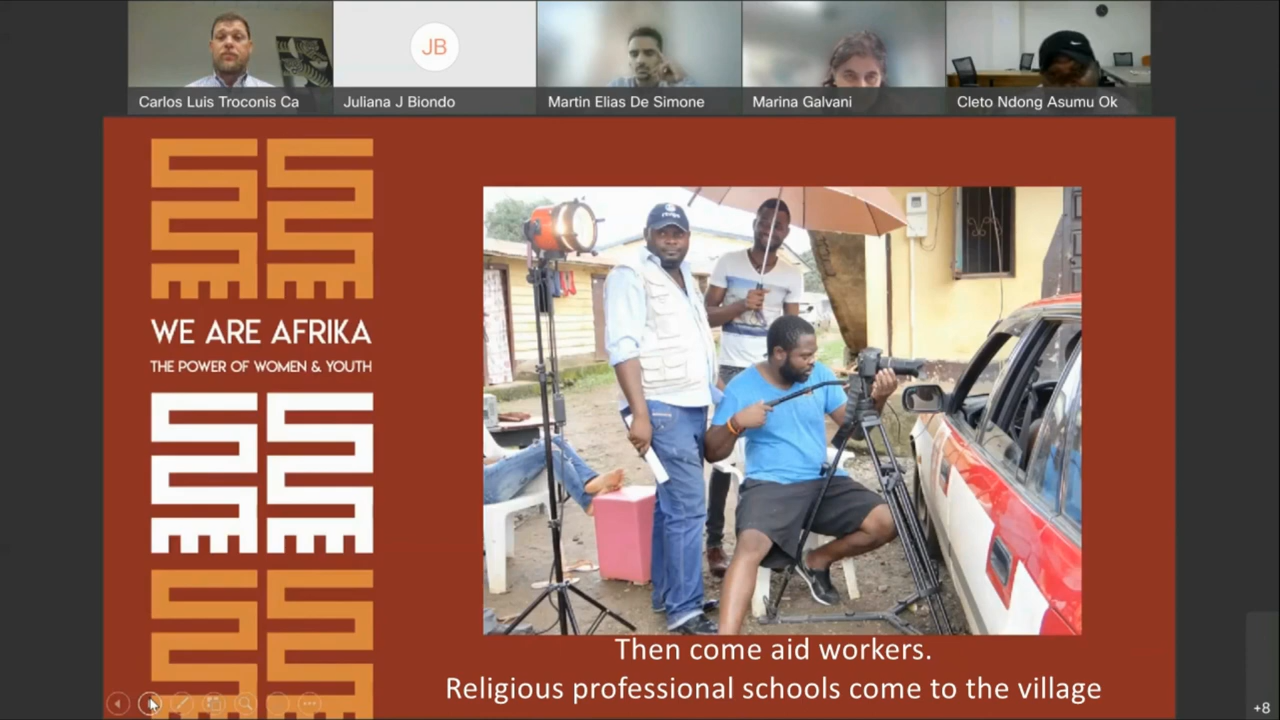 JB
Carlos Luis Troconis Ca
Juliana J Biondo
Martin Elias De Simone
Marina Galvani
Cleto Ndong Asumu Ok
WE ARE AFRIKA
THE POWER OF WOMEN & YOUTH
Then come aid workers.
Religious professional schools come to the village
+8